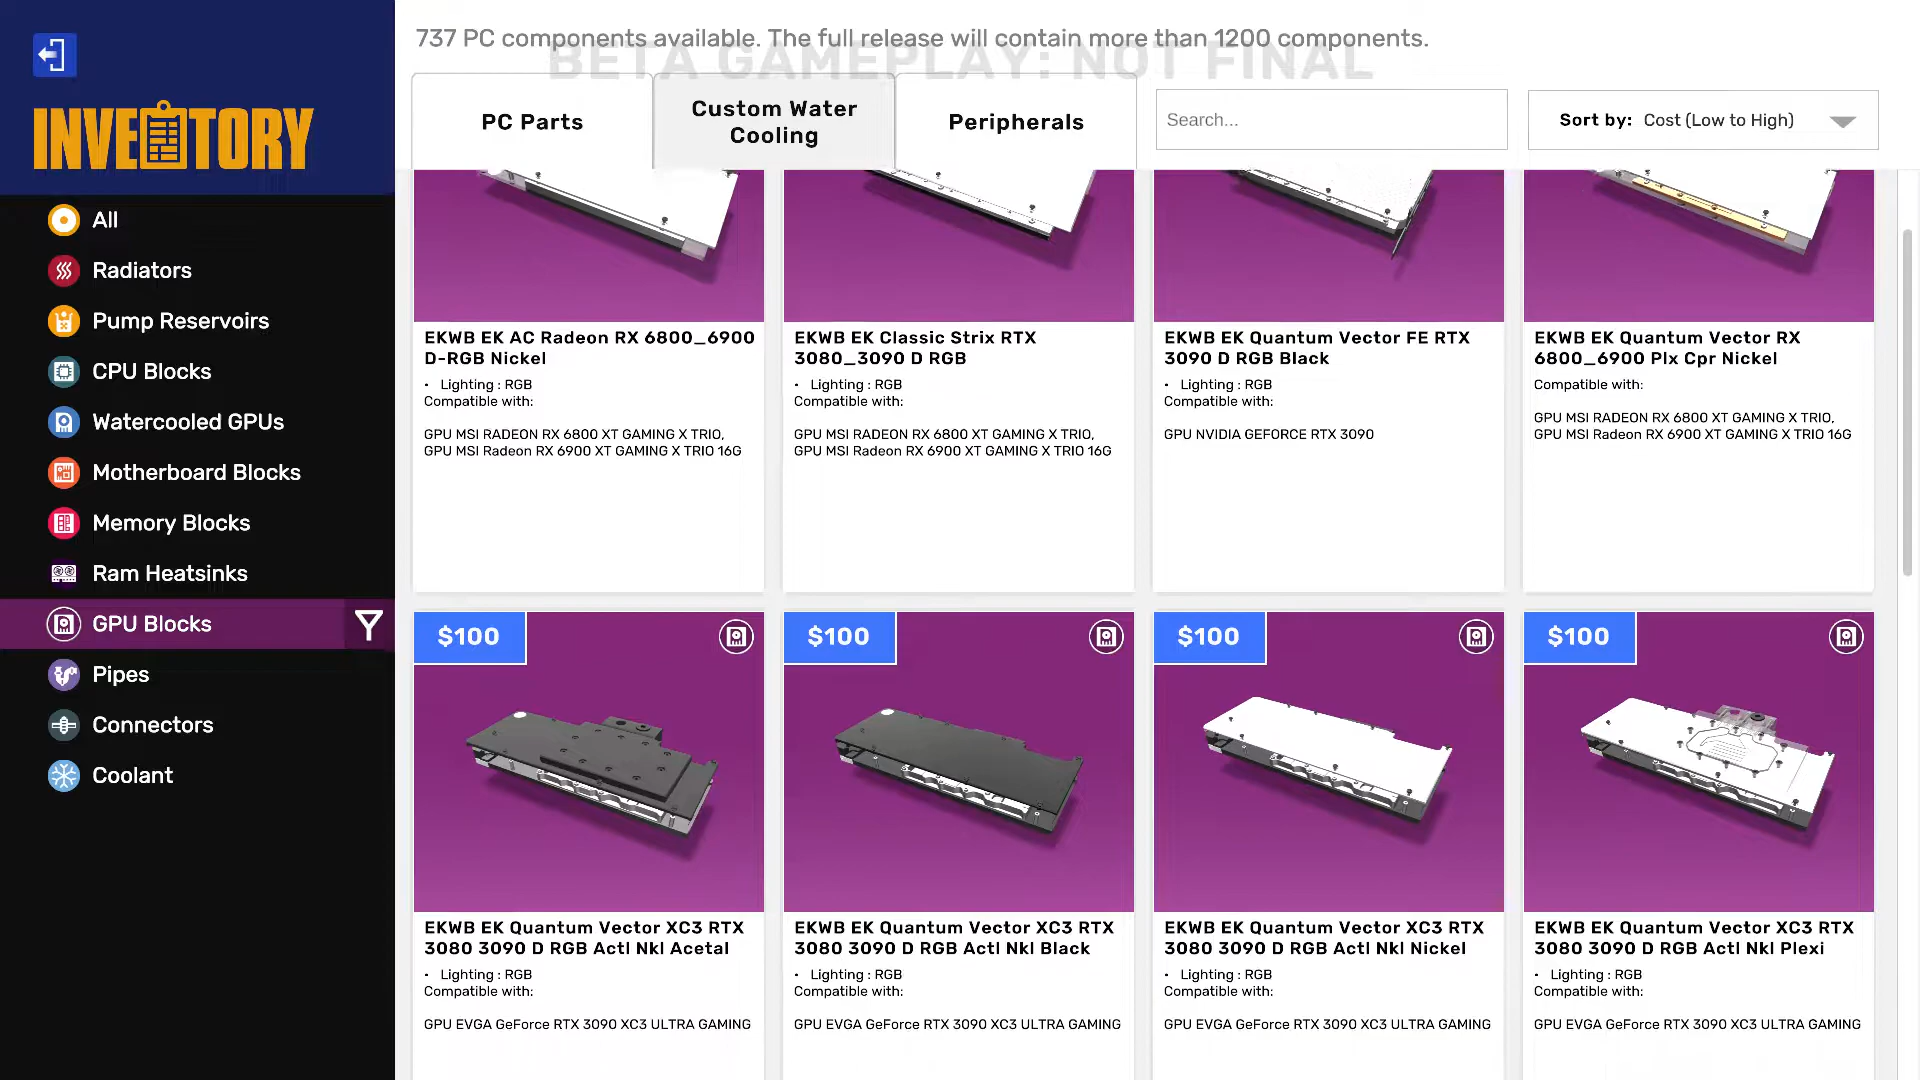 737 PC components available. The full release will contain more than 1200 components.
BETA GAMEPLAY: NOT FINAL
INVENTORY
PC Parts
Custom Water
Cooling
Peripherals
Search...
Sort by: Cost (Low to High)
All
Radiators
Pump Reservoirs
CPU Blocks
Watercooled GPUs
Motherboard Blocks
Memory Blocks
Ram Heatsinks
GPU Blocks
Pipes
Connectors
Coolant
EKWB EK AC Radeon RX 6800_6900
D-RGB Nickel
• Lighting : RGB
Compatible with:
GPU MSI RADEON RX 6800 XT GAMING X TRIO,
GPU MSI Radeon RX 6900 XT GAMING X TRIO 16G
EKWB EK Classic Strix RTX
3080_3090 D RGB
• Lighting : RGB
Compatible with:
GPU MSI RADEON RX 6800 XT GAMING X TRIO,
GPU MSI Radeon RX 6900 XT GAMING X TRIO 16G
EKWB EK Quantum Vector FE RTX
3090 D RGB Black
• Lighting : RGB
Compatible with:
GPU NVIDIA GEFORCE RTX 3090
EKWB EK Quantum Vector RX
6800_6900 Plx Cpr Nickel
Compatible with:
GPU MSI RADEON RX 6800 XT GAMING X TRIO,
GPU MSI Radeon RX 6900 XT GAMING X TRIO 16G
$100
EKWB EK Quantum Vector XC3 RTX
3080 3090 D RGB Actl Nkl Acetal
• Lighting : RGB
Compatible with:
GPU EVGA GeForce RTX 3090 XC3 ULTRA GAMING
$100
EKWB EK Quantum Vector XC3 RTX
3080 3090 D RGB Actl Nkl Black
• Lighting : RGB
Compatible with:
GPU EVGA GeForce RTX 3090 XC3 ULTRA GAMING
$100
EKWB EK Quantum Vector XC3 RTX
3080 3090 D RGB Actl Nkl Nickel
• Lighting : RGB
Compatible with:
GPU EVGA GeForce RTX 3090 XC3 ULTRA GAMING
$100
EKWB EK Quantum Vector XC3 RTX
3080 3090 D RGB Actl Nkl Plexi
• Lighting : RGB
Compatible with:
GPU EVGA GeForce RTX 3090 XC3 ULTRA GAMING